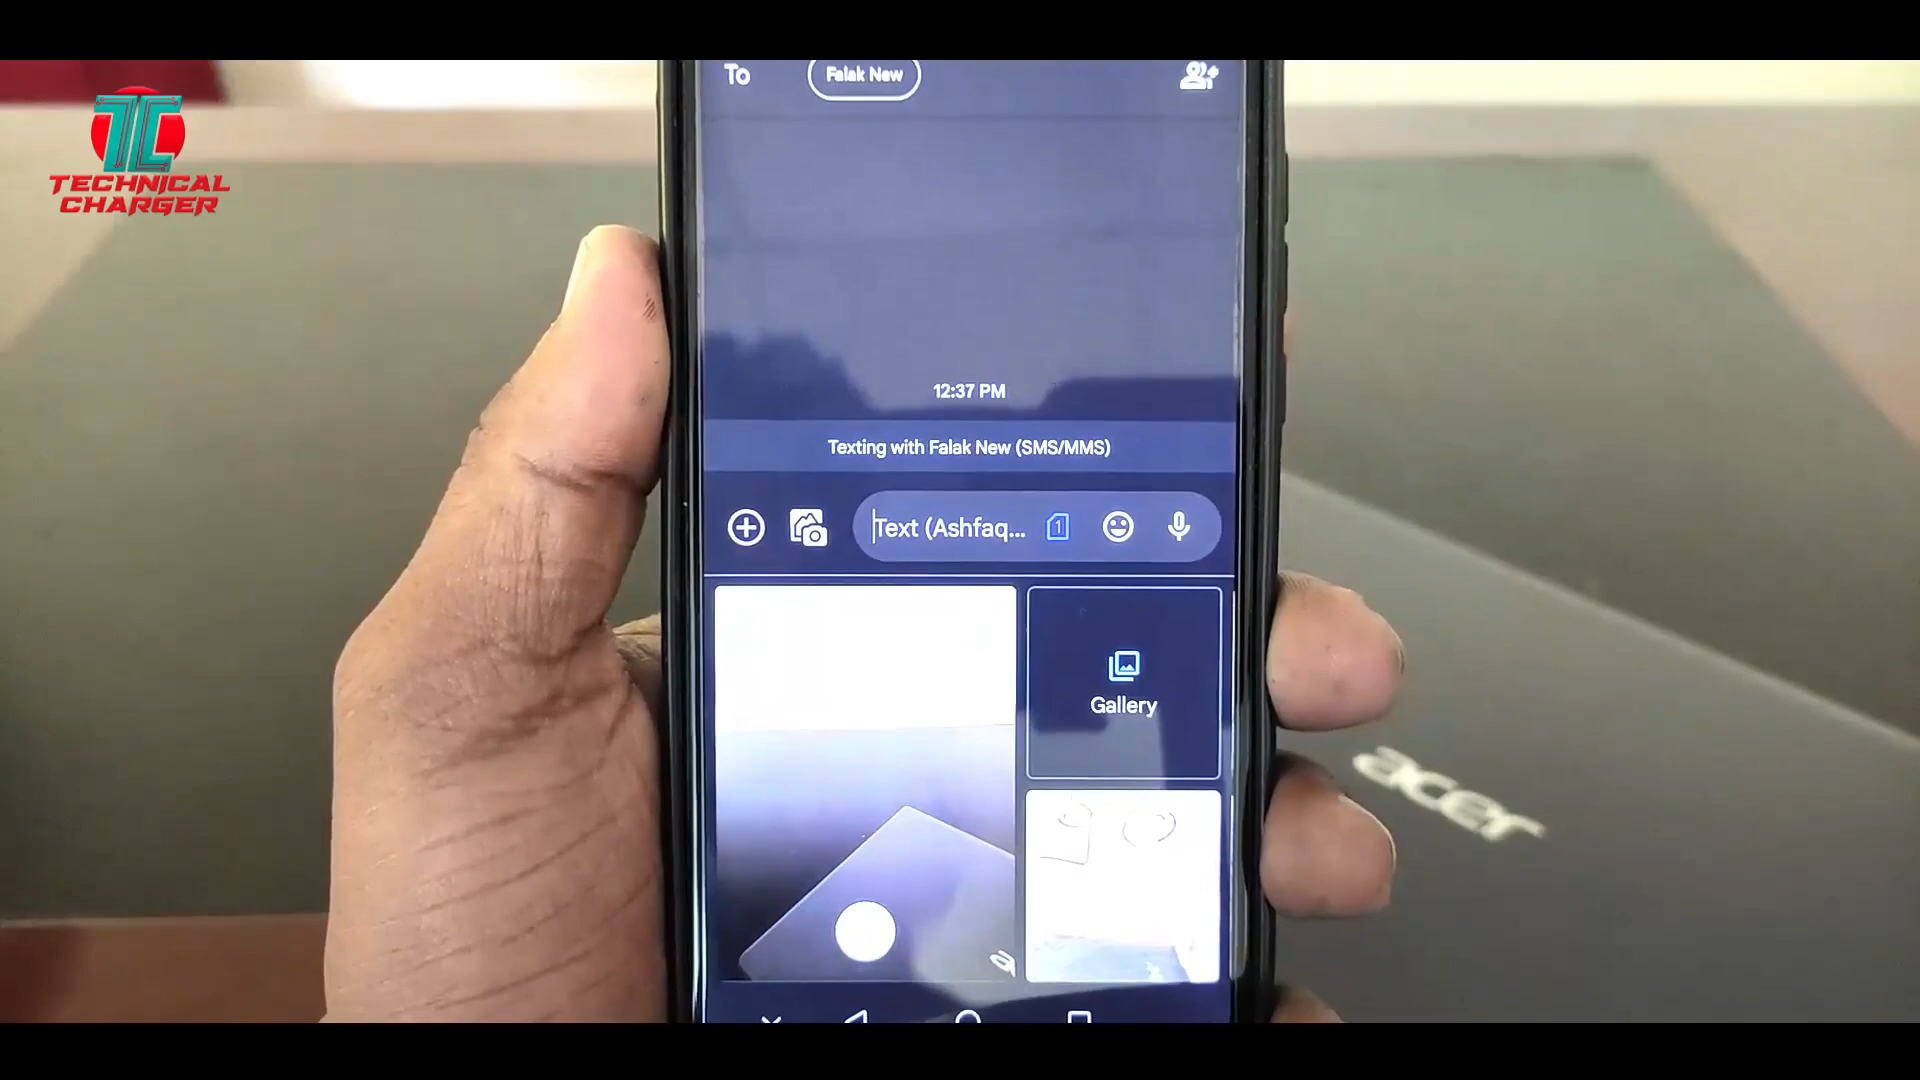 TC
TECHNICAL
CHARGER
To
Falak New
12:37 PM
Texting with Falak New (SMS/MMS)
Text (Ashfaq...
1
Gallery
acer